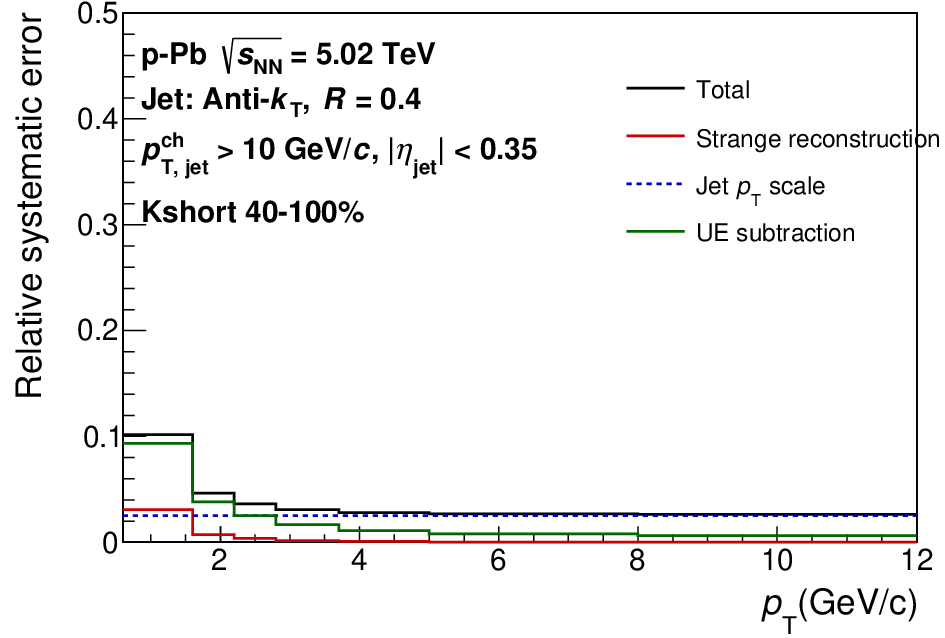 Relative systematic error
0.5
0.4
0.3
0.2
0.1
0
p-Pb √sNN = 5.02 TeV
Jet: Anti-kT, R = 0.4
p^ch_T, jet > 10 GeV/c, |ηjet| < 0.35
Kshort 40-100%
Total
Strange reconstruction
Jet pT scale
UE subtraction
2 4 6 8 10 12
pT(GeV/c)